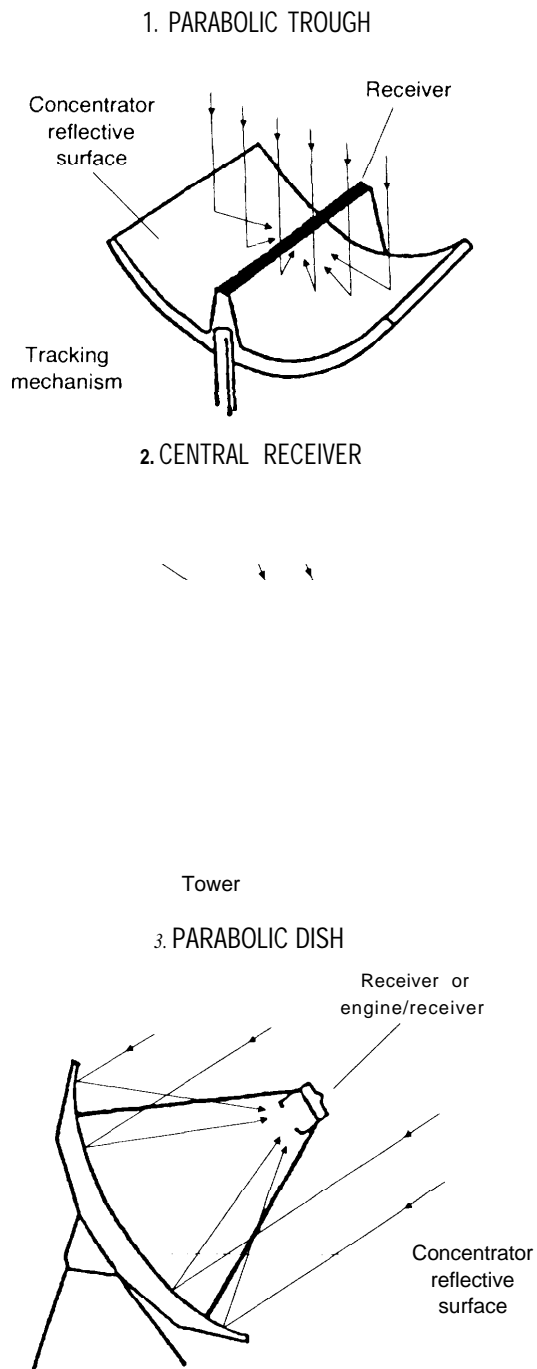 1. PARABOLIC TROUGH
Receiver
Concentrator
reflective
surface
Tracking
mechanism
2. CENTRAL RECEIVER
Tower
3. PARABOLIC DISH
Receiver or
engine/receiver
Concentrator
reflective
surface